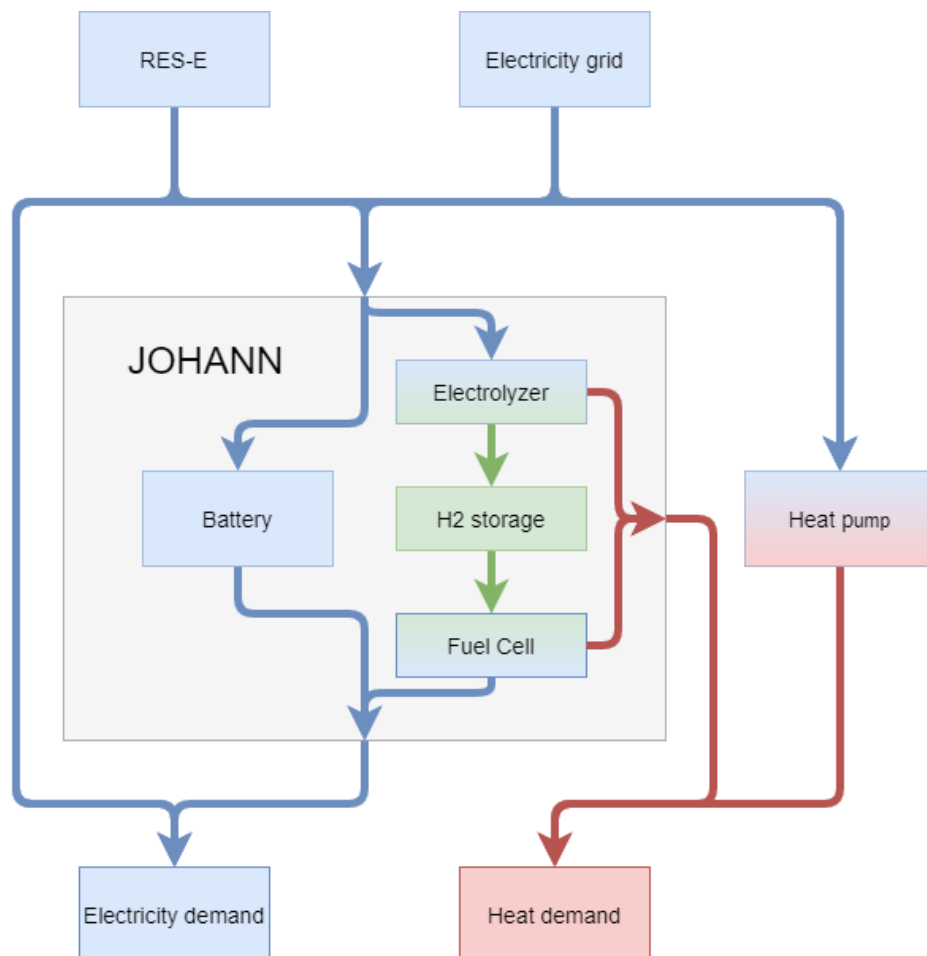 RES-E
Electricity grid
JOHANN
Electrolyzer
Battery
H2 storage
Heat pump
Fuel Cell
Electricity demand
Heat demand